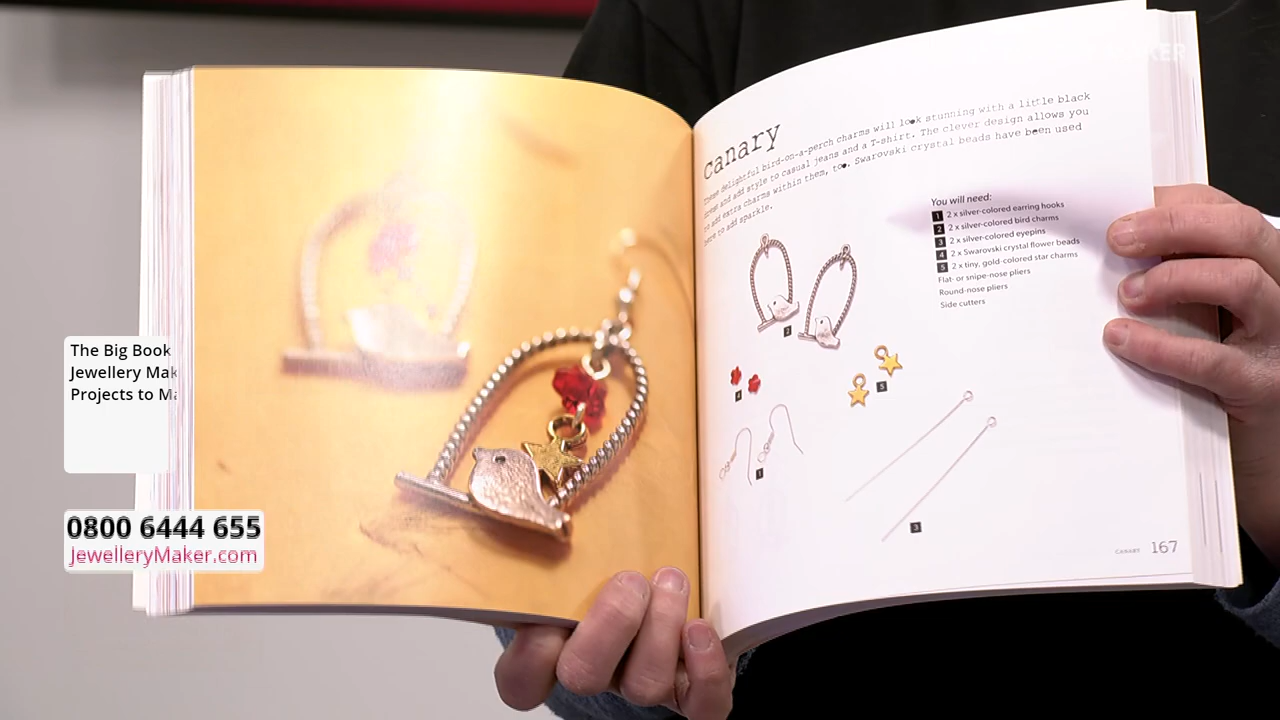 canary
These delightful bird-on-a-perch charms will look stunning with a little black
dress and add style to casual jeans and a T-shirt. The clever design allows you
to add extra charms within them, too. Swarovski crystal beads have been used
here to add sparkle.
You will need:
1 2 x silver-colored earring hooks
2 2 x silver-colored bird charms
3 2 x silver-colored eyepins
4 2 x Swarovski crystal flower beads
5 2 x tiny, gold-colored star charms
Flat- or snipe-nose pliers
Round-nose pliers
Side cutters
2
4
5
1
3
CANARY 167
The Big Book
Jewellery Mak
Projects to Ma
0800 6444 655
JewelleryMaker.com